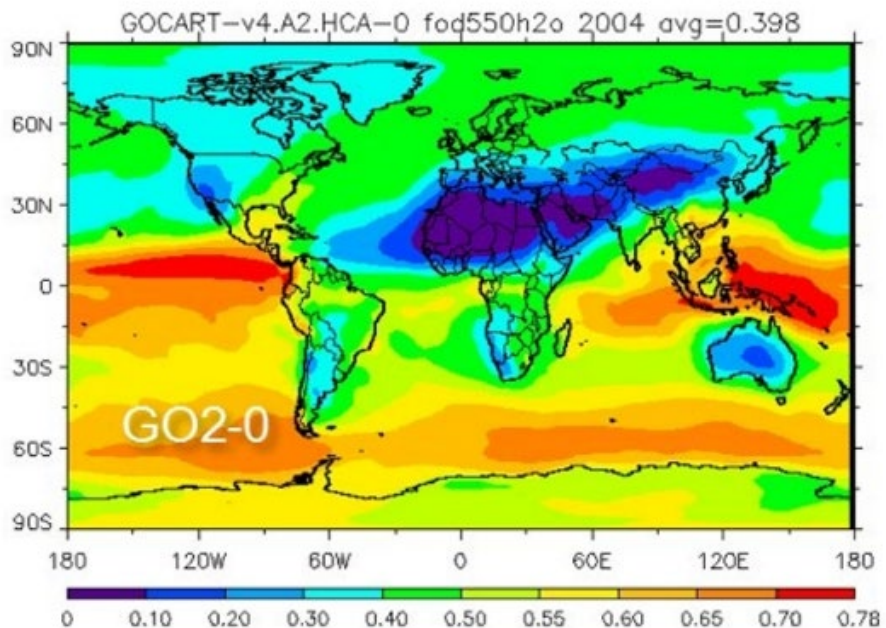 GOCART-v4.A2.HCA-0 fod550h2o 2004 avg=0.398
90N
60N
30N
0
30S
60S
90S
GO2-0
180 120W 60W 0 60E 120E 180
0 0.10 0.20 0.30 0.40 0.50 0.55 0.60 0.65 0.70 0.78